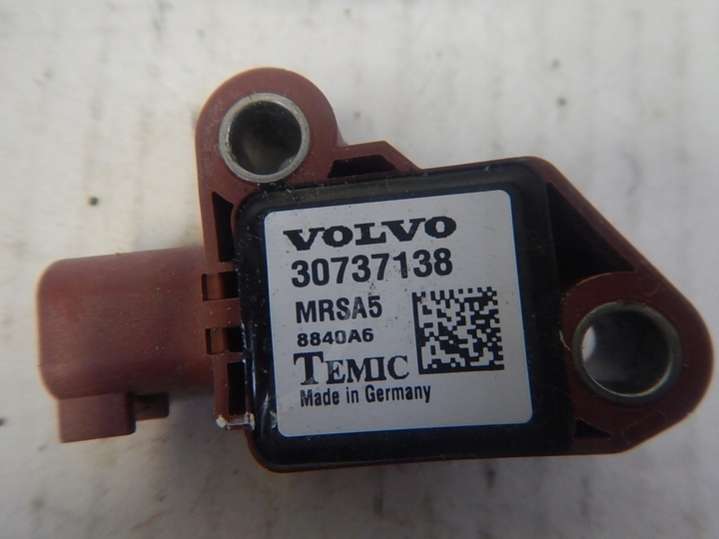 VOLVO
30737138
MRSA5
8840A6
TEMIC
Made in Germany